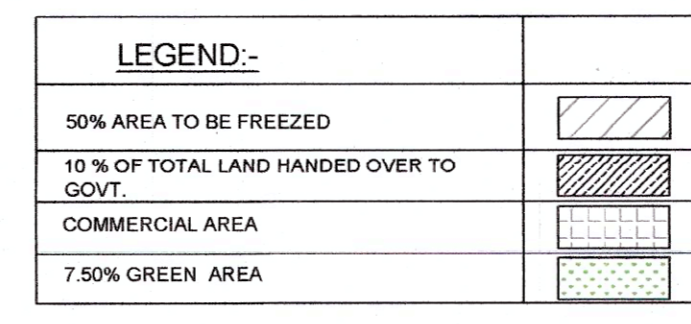 LEGEND:-
50% AREA TO BE FREEZED
10 % OF TOTAL LAND HANDED OVER TO
GOVT.
COMMERCIAL AREA
7.50% GREEN AREA